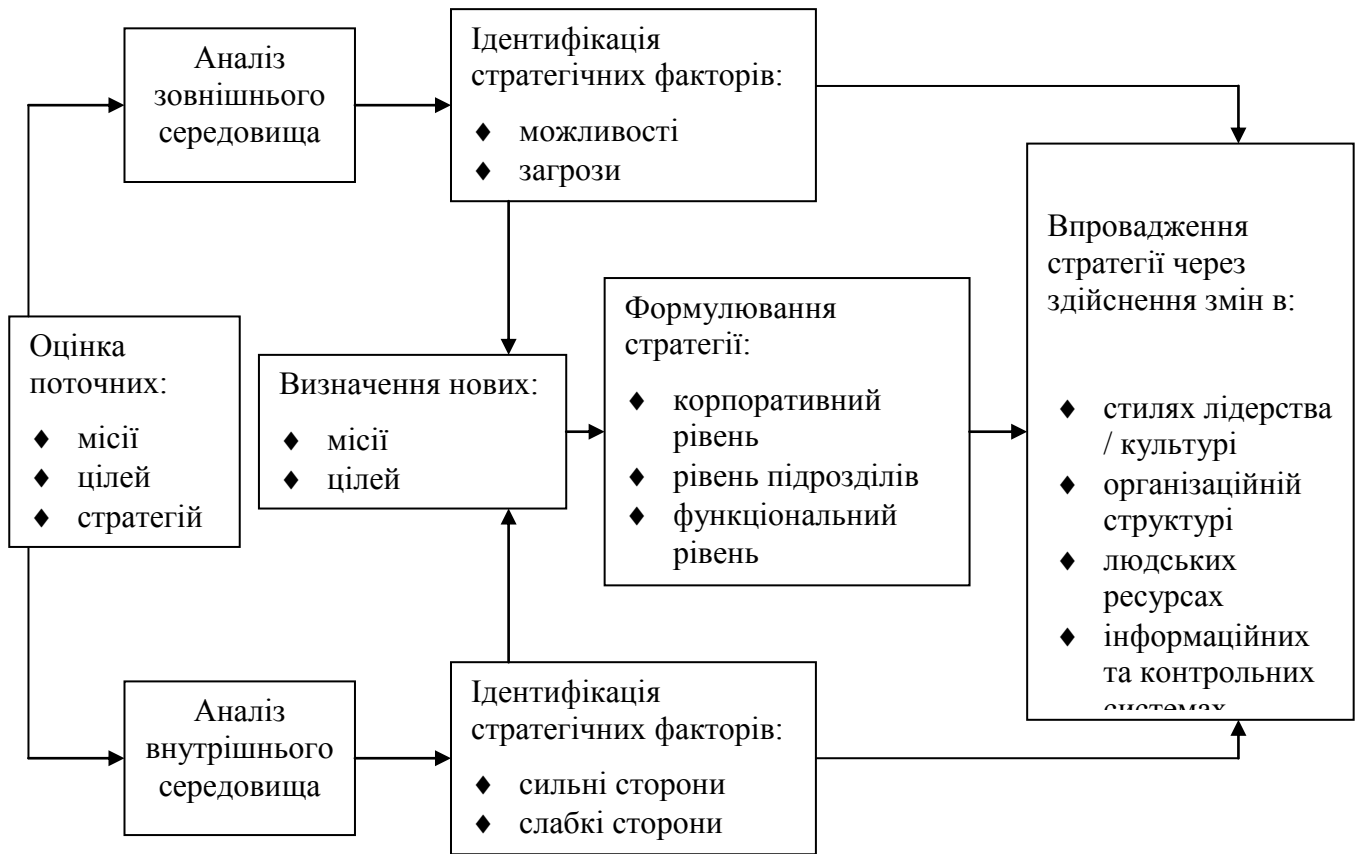 Аналіз
зовнішнього
середовища
Ідентифікація
стратегічних факторів:
♦ можливості
♦ загрози
Оцінка
поточних:
♦ місії
♦ цілей
♦ стратегій
Визначення нових:
♦ місії
♦ цілей
Формулювання
стратегії:
♦ корпоративний
рівень
♦ рівень підрозділів
♦ функціональний
рівень
Впровадження
стратегії через
здійснення змін в:
♦ стилях лідерства
/ культурі
♦ організаційній
структурі
♦ людських
ресурсах
♦ інформаційних
та контрольних
системах
Аналіз
внутрішнього
середовища
Ідентифікація
стратегічних факторів:
♦ сильні сторони
♦ слабкі сторони